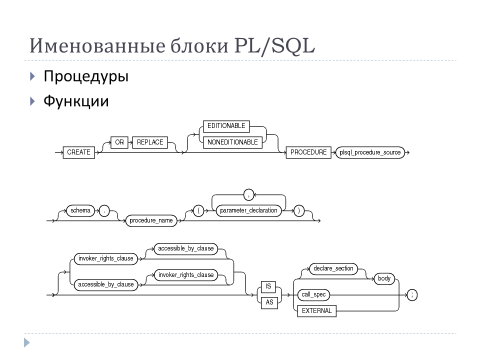 Именованные блоки PL/SQL
Процедуры
Функции
EDITIONABLE
OR REPLACE
NONEDITIONABLE
CREATE PROCEDURE plsql_procedure_source
,
schema . ( parameter_declaration )
procedure_name
accessible_by_clause
invoker_rights_clause
declare_section
invoker_rights_clause
body
accessible_by_clause
IS
call_spec ;
AS
EXTERNAL